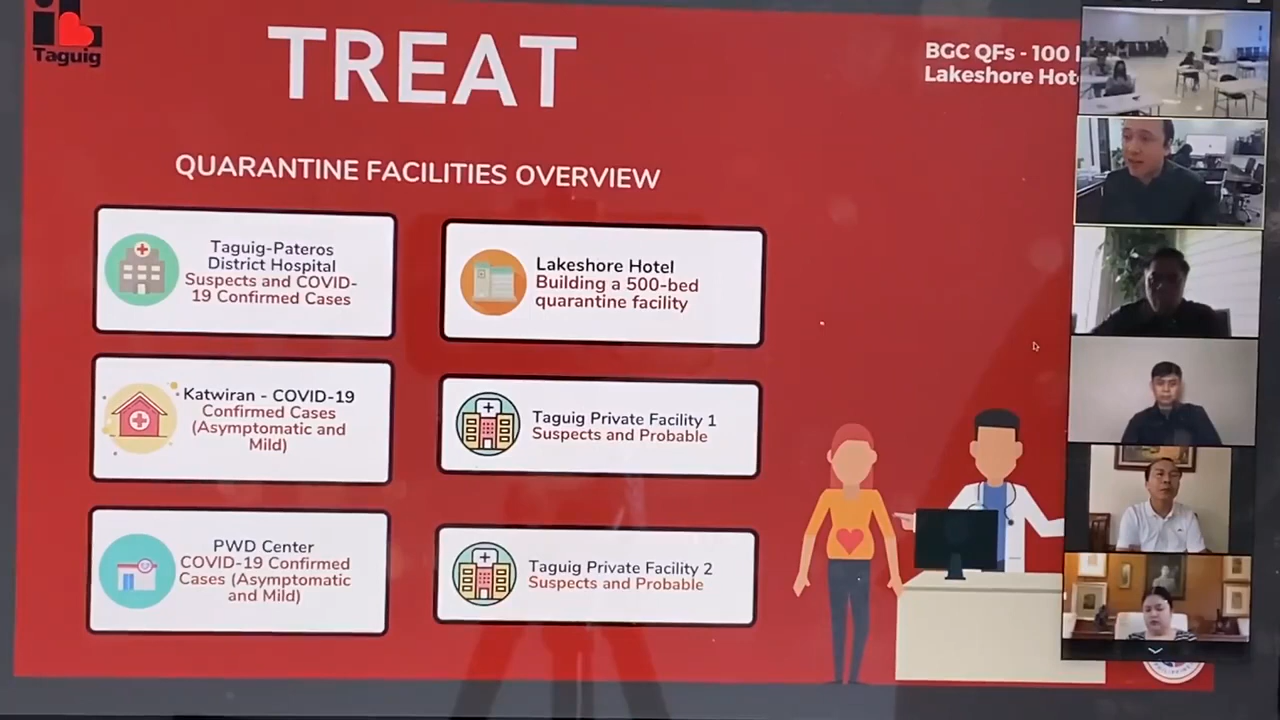 Taguig
TREAT
BGC QFs - 100
Lakeshore
QUARANTINE FACILITIES OVERVIEW
Taguig-Pateros
District Hospital
Suspects and COVID-
19 Confirmed Cases
Lakeshore Hotel
Building a 500-bed
quarantine facility
Katwiran - COVID-19
Confirmed Cases
(Asymptomatic and
Mild)
Taguig Private Facility 1
Suspects and Probable
PWD Center
COVID-19 Confirmed
Cases (Asymptomatic
and Mild)
Taguig Private Facility 2
Suspects and Probable